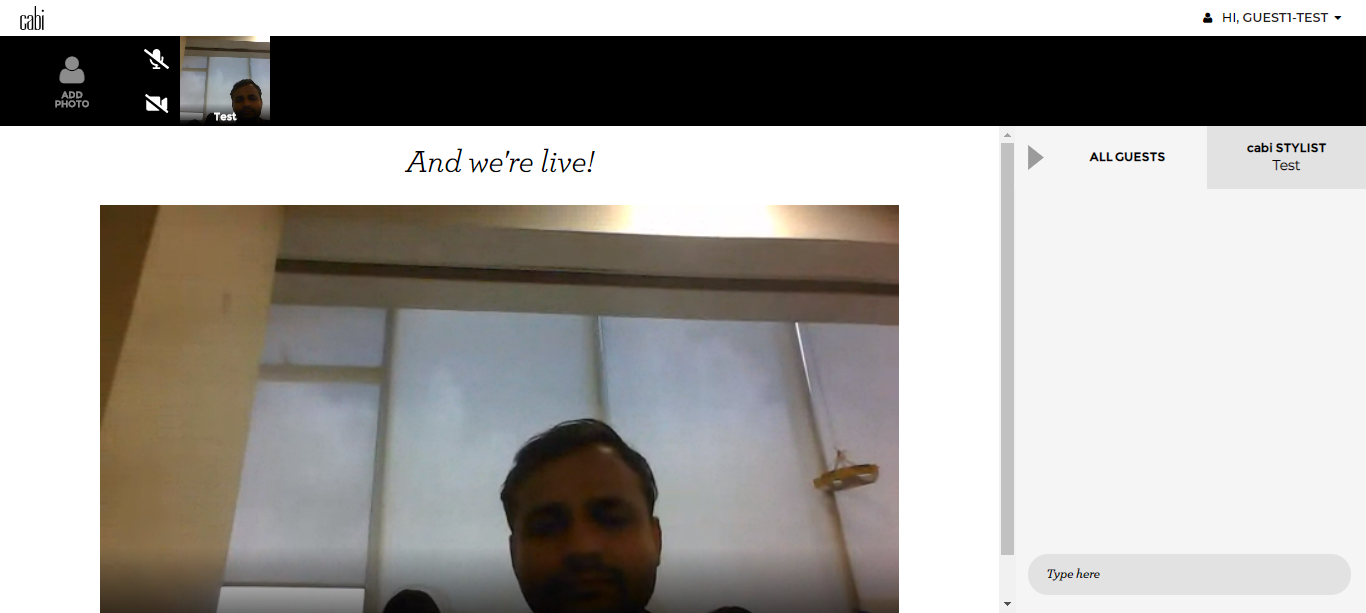 cabi
HI, GUEST1-TEST
ADD
PHOTO
Test
And we're live!
ALL GUESTS
cabi STYLIST
Test
Type here